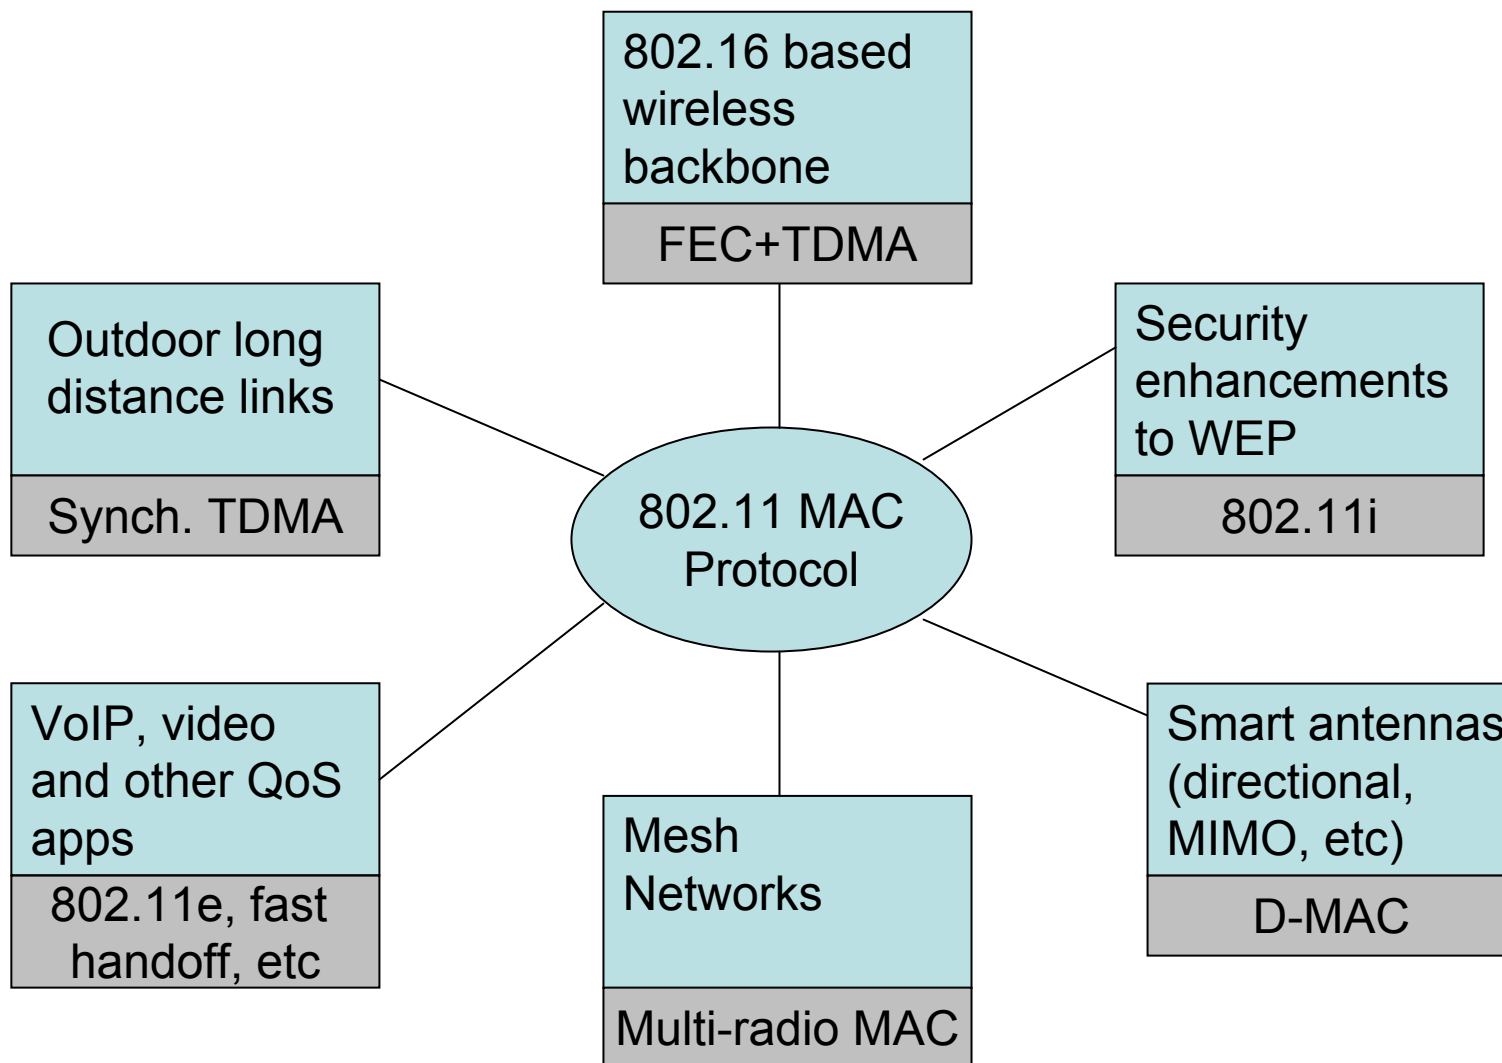 802.16 based
wireless
backbone
FEC+TDMA
Outdoor long
distance links
Synch. TDMA
Security
enhancements
to WEP
802.11i
802.11 MAC
Protocol
VoIP, video
and other QoS
apps
802.11e, fast
handoff, etc
Mesh
Networks
Multi-radio MAC
Smart antennas
(directional,
MIMO, etc)
D-MAC